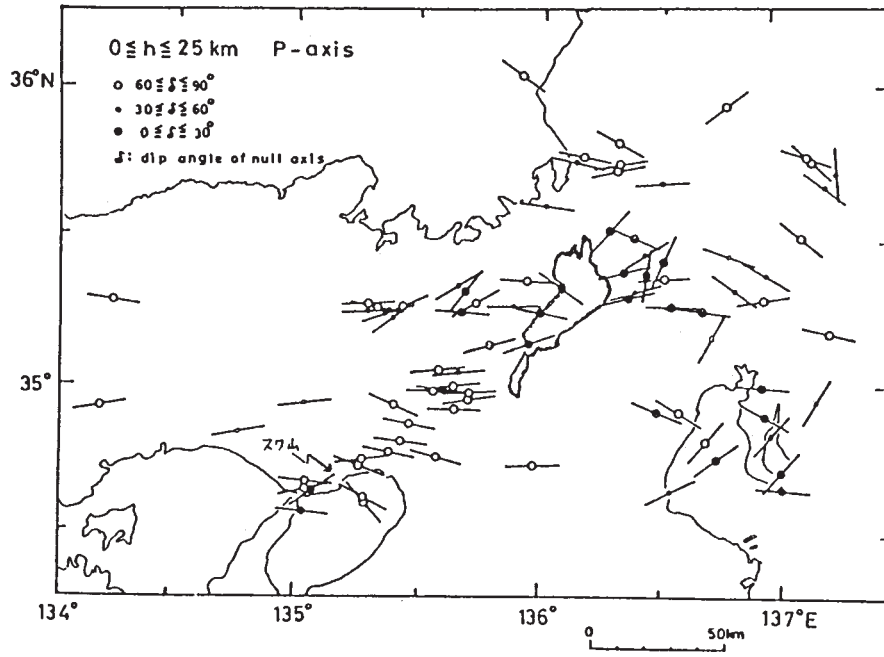 0≦h≦25km P-axis
36°N
○ 60≦δ≦90°
• 30≦δ≦60°
● 0≦δ≦30°
δ: dip angle of null axis
35°
スワ山
134°
135°
136°
137°E
0 50km